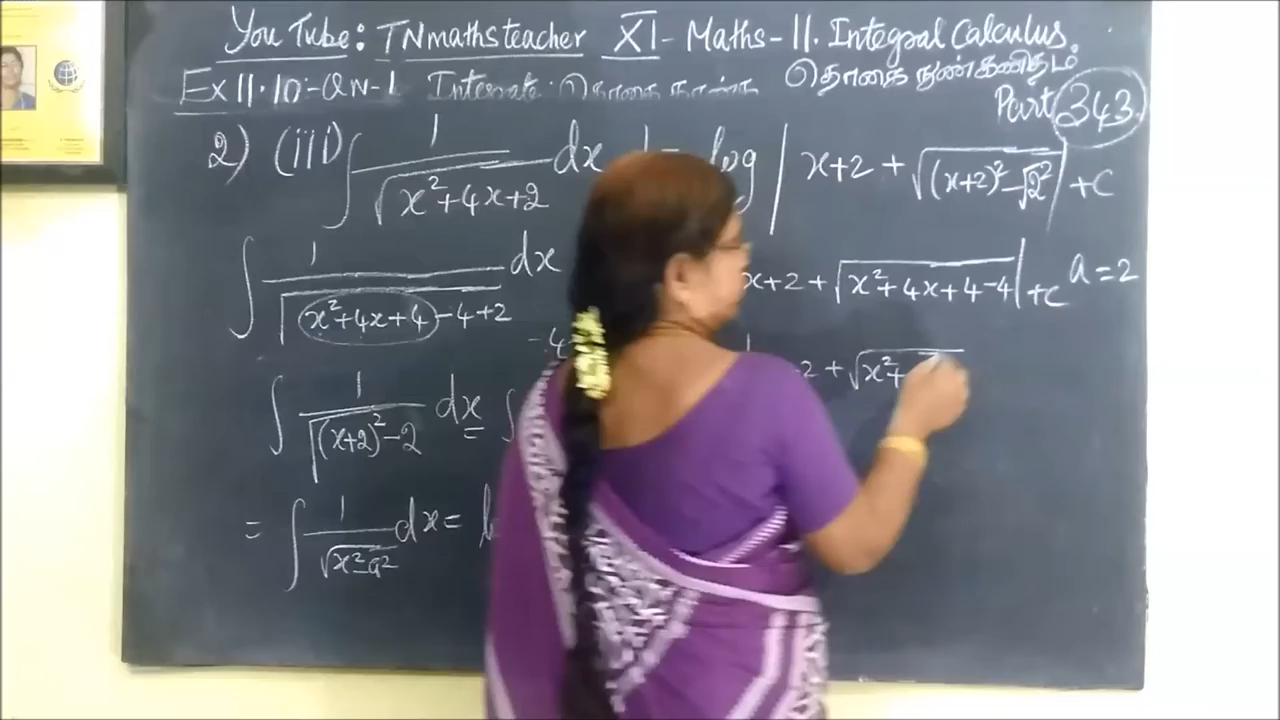 You Tube: TNmathsteacher XI - Maths - 11. Integral Calculus.
Ex 11.10:-QN-1 Integrate: தொகை காண்க தொகை நுண்கணிதம்
Part 343
2) (iii) ∫ 1/√(x²+4x+2) dx = log | x+2 + √((x+2)²-√2²) | + c
∫ 1/√(x²+4x+4-4+2) dx
x+2 + √(x²+4x+4-4) | + c a = 2
-4
2 + √(x²+
∫ 1/√((x+2)²-2) dx = ∫
= ∫ 1/√(x²-a²) dx = l